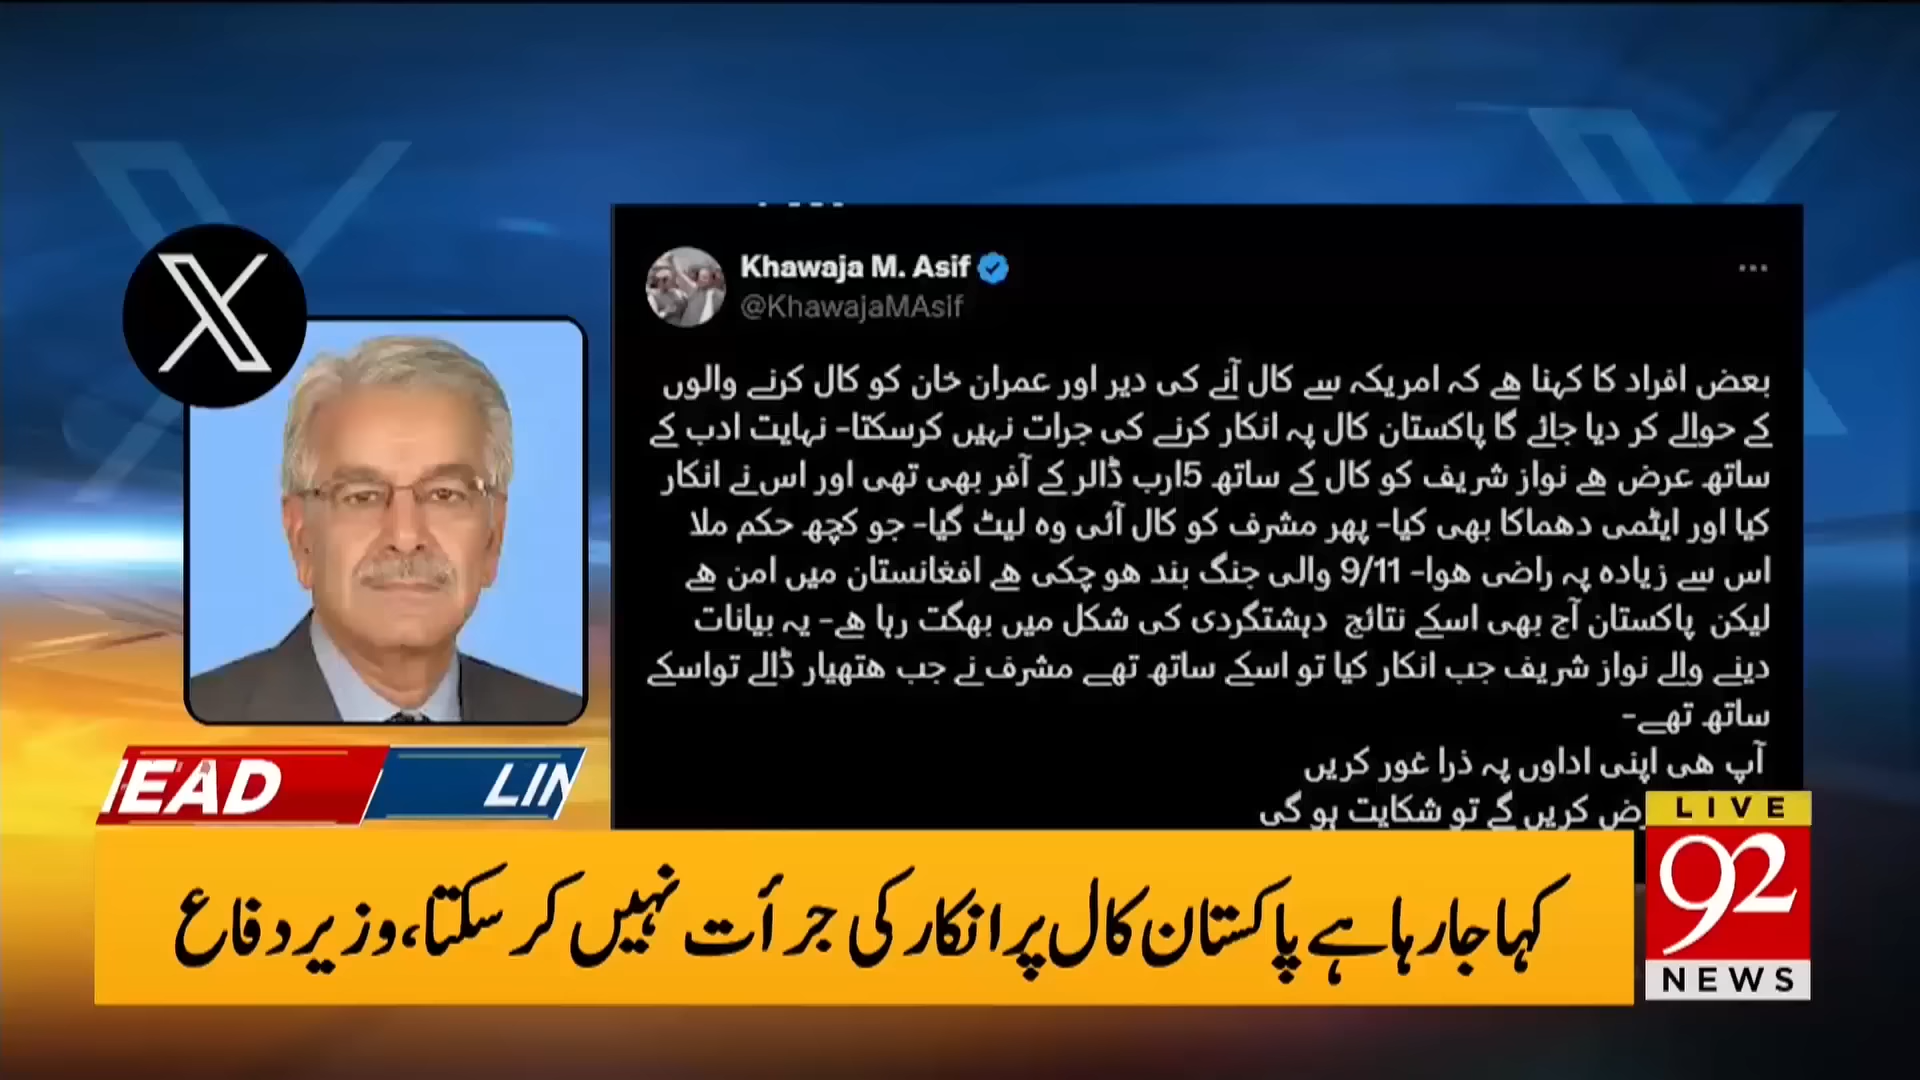 Khawaja M. Asif
@KhawajaMAsif
بعض افراد کا کہنا ھے کہ امریکہ سے کال آنے کی دیر اور عمران خان کو کال کرنے والوں
کے حوالے کر دیا جائے گا پاکستان کال پہ انکار کرنے کی جرات نہیں کرسکتا- نہایت ادب کے
ساتھ عرض ھے نواز شریف کو کال کے ساتھ 5ارب ڈالر کے آفر بھی تھی اور اس نے انکار
کیا اور ایٹمی دھماکا بھی کیا- پھر مشرف کو کال آئی وہ لیٹ گیا- جو کچھ حکم ملا
اس سے زیادہ پہ راضی ھوا- 9/11 والی جنگ بند ھو چکی ھے افغانستان میں امن ھے
لیکن پاکستان آج بھی اسکے نتائج دہشتگردی کی شکل میں بھگت رہا ھے- یہ بیانات
دینے والے نواز شریف جب انکار کیا تو اسکے ساتھ تھے مشرف نے جب ھتھیار ڈالے تواسکے
ساتھ تھے-
آپ ھی اپنی اداوں پہ ذرا غور کریں
کریں گے تو شکایت ہو گی
HEAD LIN
LIVE
92
NEWS
کہا جا رہا ہے پاکستان کال پر انکار کی جرأت نہیں کر سکتا، وزیر دفاع